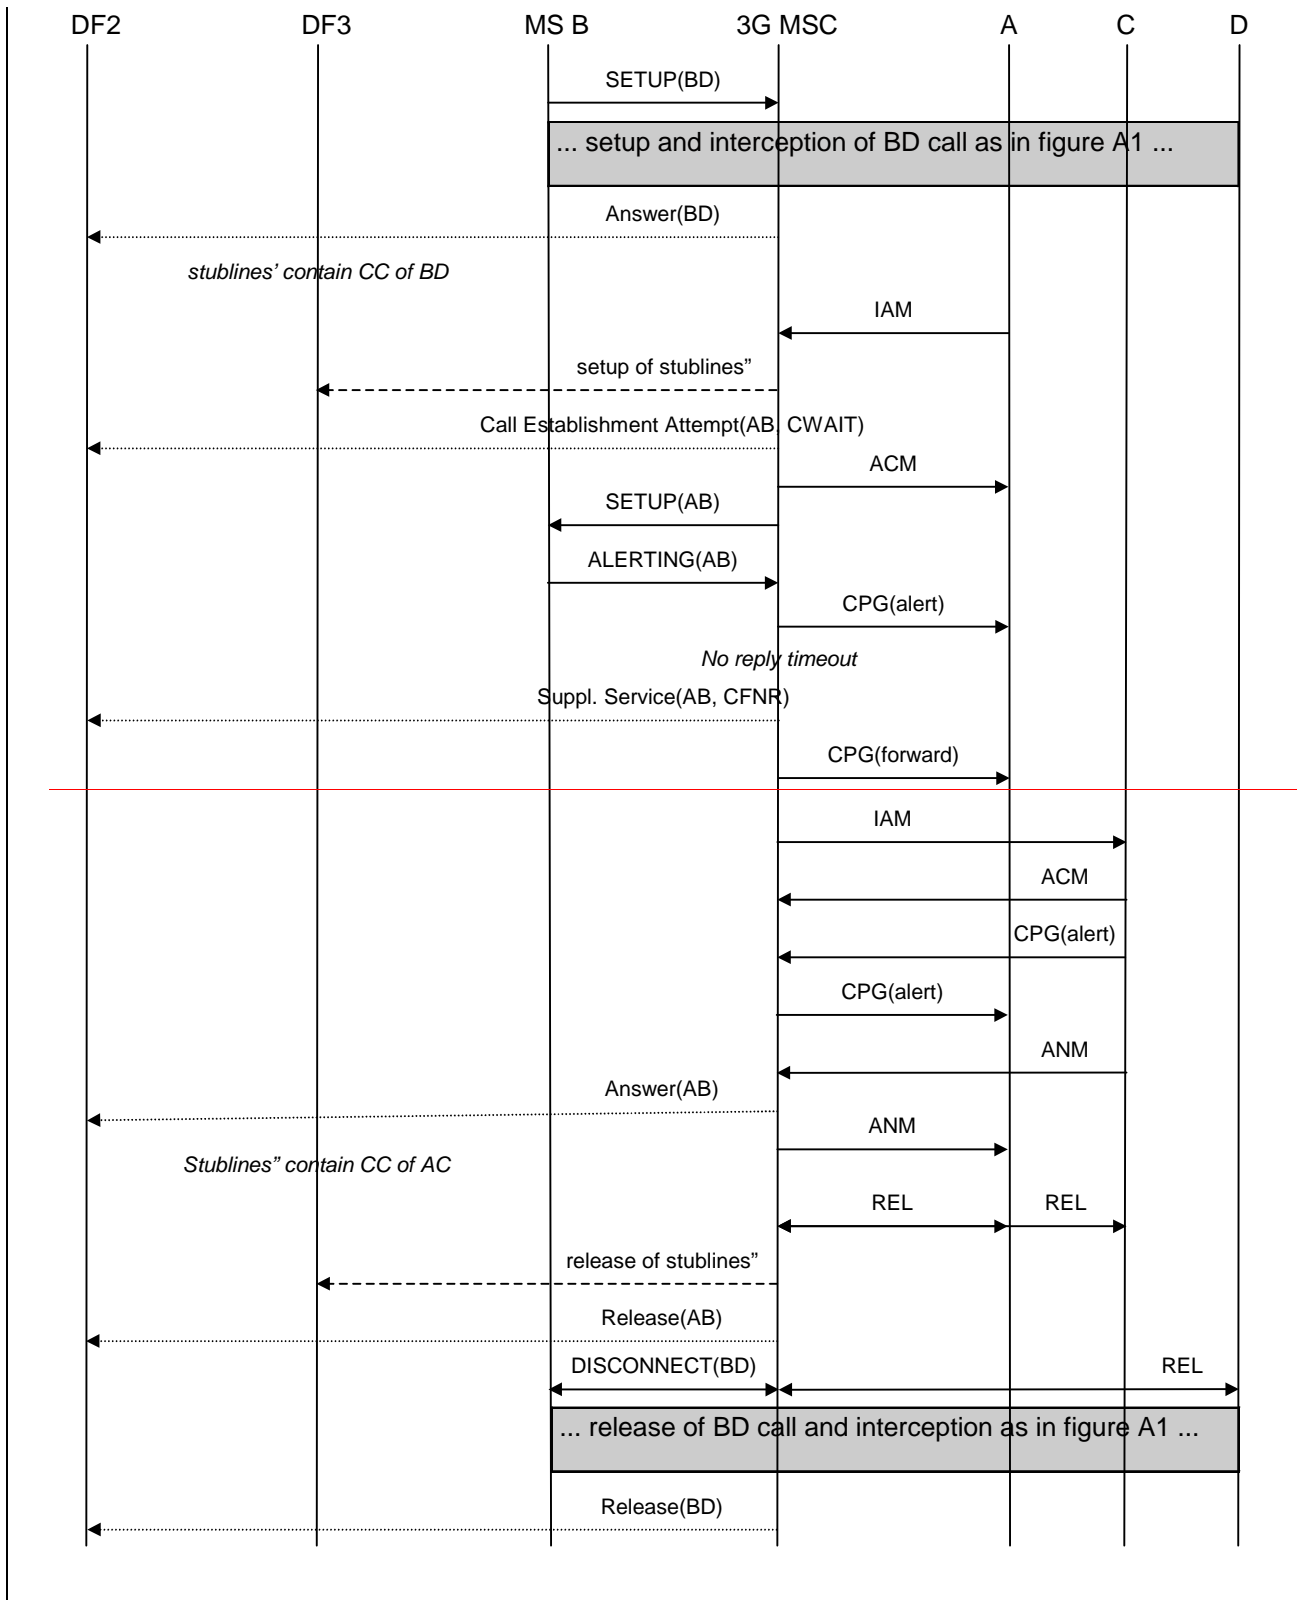 DF2 DF3 MS B 3G MSC A C D
SETUP(BD)
... setup and interception of BD call as in figure A1 ...
Answer(BD)
stublines’ contain CC of BD
IAM
setup of stublines”
Call Establishment Attempt(AB, CWAIT)
ACM
SETUP(AB)
ALERTING(AB)
CPG(alert)
No reply timeout
Suppl. Service(AB, CFNR)
CPG(forward)
IAM
ACM
CPG(alert)
CPG(alert)
ANM
Answer(AB)
ANM
Stublines” contain CC of AC
REL REL
release of stublines”
Release(AB)
DISCONNECT(BD) REL
... release of BD call and interception as in figure A1 ...
Release(BD)